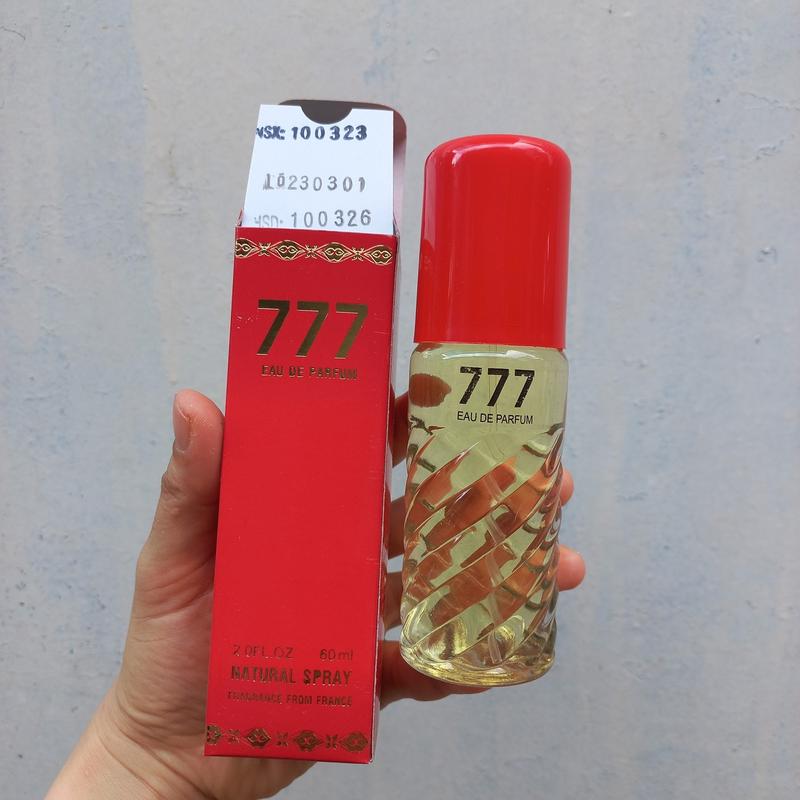 NSX: 100323
LÔ230301
HSD: 100326
777
EAU DE PARFUM
2.0FL.OZ 60ml
NATURAL SPRAY
FRAGRANCE FROM FRANCE
777
EAU DE PARFUM